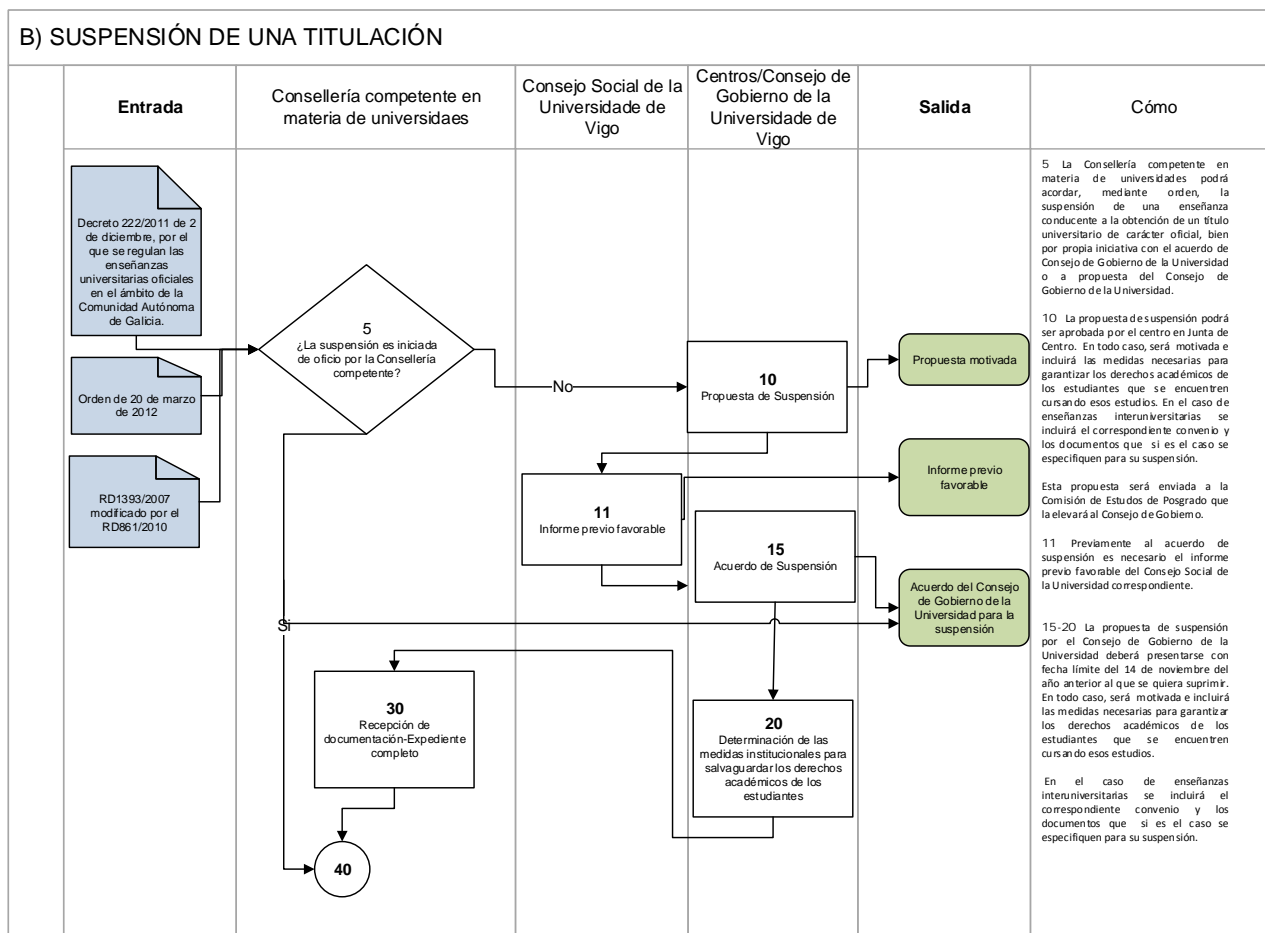 B) SUSPENSIÓN DE UNA TITULACIÓN
Entrada
Consellería competente en
materia de universidaes
Consejo Social de la
Universidade de
Vigo
Centros/Consejo de
Gobierno de la
Universidade de
Vigo
Salida
Cómo
Decreto 222/2011 de 2
de diciembre, por el
que se regulan las
enseñanzas
universitarias oficiales
en el ámbito de la
Comunidad Autónoma
de Galicia.
Orden de 20 de marzo
de 2012
RD1393/2007
modificado por el
RD861/2010
5
¿La suspensión es iniciada
de oficio por la Consellería
competente?
No
Si
10
Propuesta de Suspensión
11
Informe previo favorable
15
Acuerdo de Suspensión
20
Determinación de las
medidas institucionales para
salvaguardar los derechos
académicos de los
estudiantes
30
Recepción de
documentación-Expediente
completo
40
Propuesta motivada
Informe previo
favorable
Acuerdo del Consejo
de Gobierno de la
Universidad para la
suspensión
5 La Consellería competente en
materia de universidades podrá
acordar, mediante orden, la
suspensión de una enseñanza
conducente a la obtención de un título
universitario de carácter oficial, bien
por propia iniciativa con el acuerdo de
Consejo de Gobierno de la Universidad
o a propuesta del Consejo de
Gobierno de la Universidad.
10 La propuesta de suspensión podrá
ser aprobada por el centro en Junta de
Centro. En todo caso, será motivada e
incluirá las medidas necesarias para
garantizar los derechos académicos de
los estudiantes que se encuentren
cursando esos estudios. En el caso de
enseñanzas interuniversitarias se
incluirá el correspondiente convenio y
los documentos que si es el caso se
especifiquen para su suspensión.
Esta propuesta será enviada a la
Comisión de Estudos de Posgrado que
la elevará al Consejo de Gobierno.
11 Previamente al acuerdo de
suspensión es necesario el informe
previo favorable del Consejo Social de
la Universidad correspondiente.
15-20 La propuesta de suspensión
por el Consejo de Gobierno de la
Universidad deberá presentarse con
fecha límite del 14 de noviembre del
año anterior al que se quiera suprimir.
En todo caso, será motivada e incluirá
las medidas necesarias para garantizar
los derechos académicos de los
estudiantes que se encuentren
cursando esos estudios.
En el caso de enseñanzas
interuniversitarias se incluirá el
correspondiente convenio y los
documentos que si es el caso se
especifiquen para su suspensión.